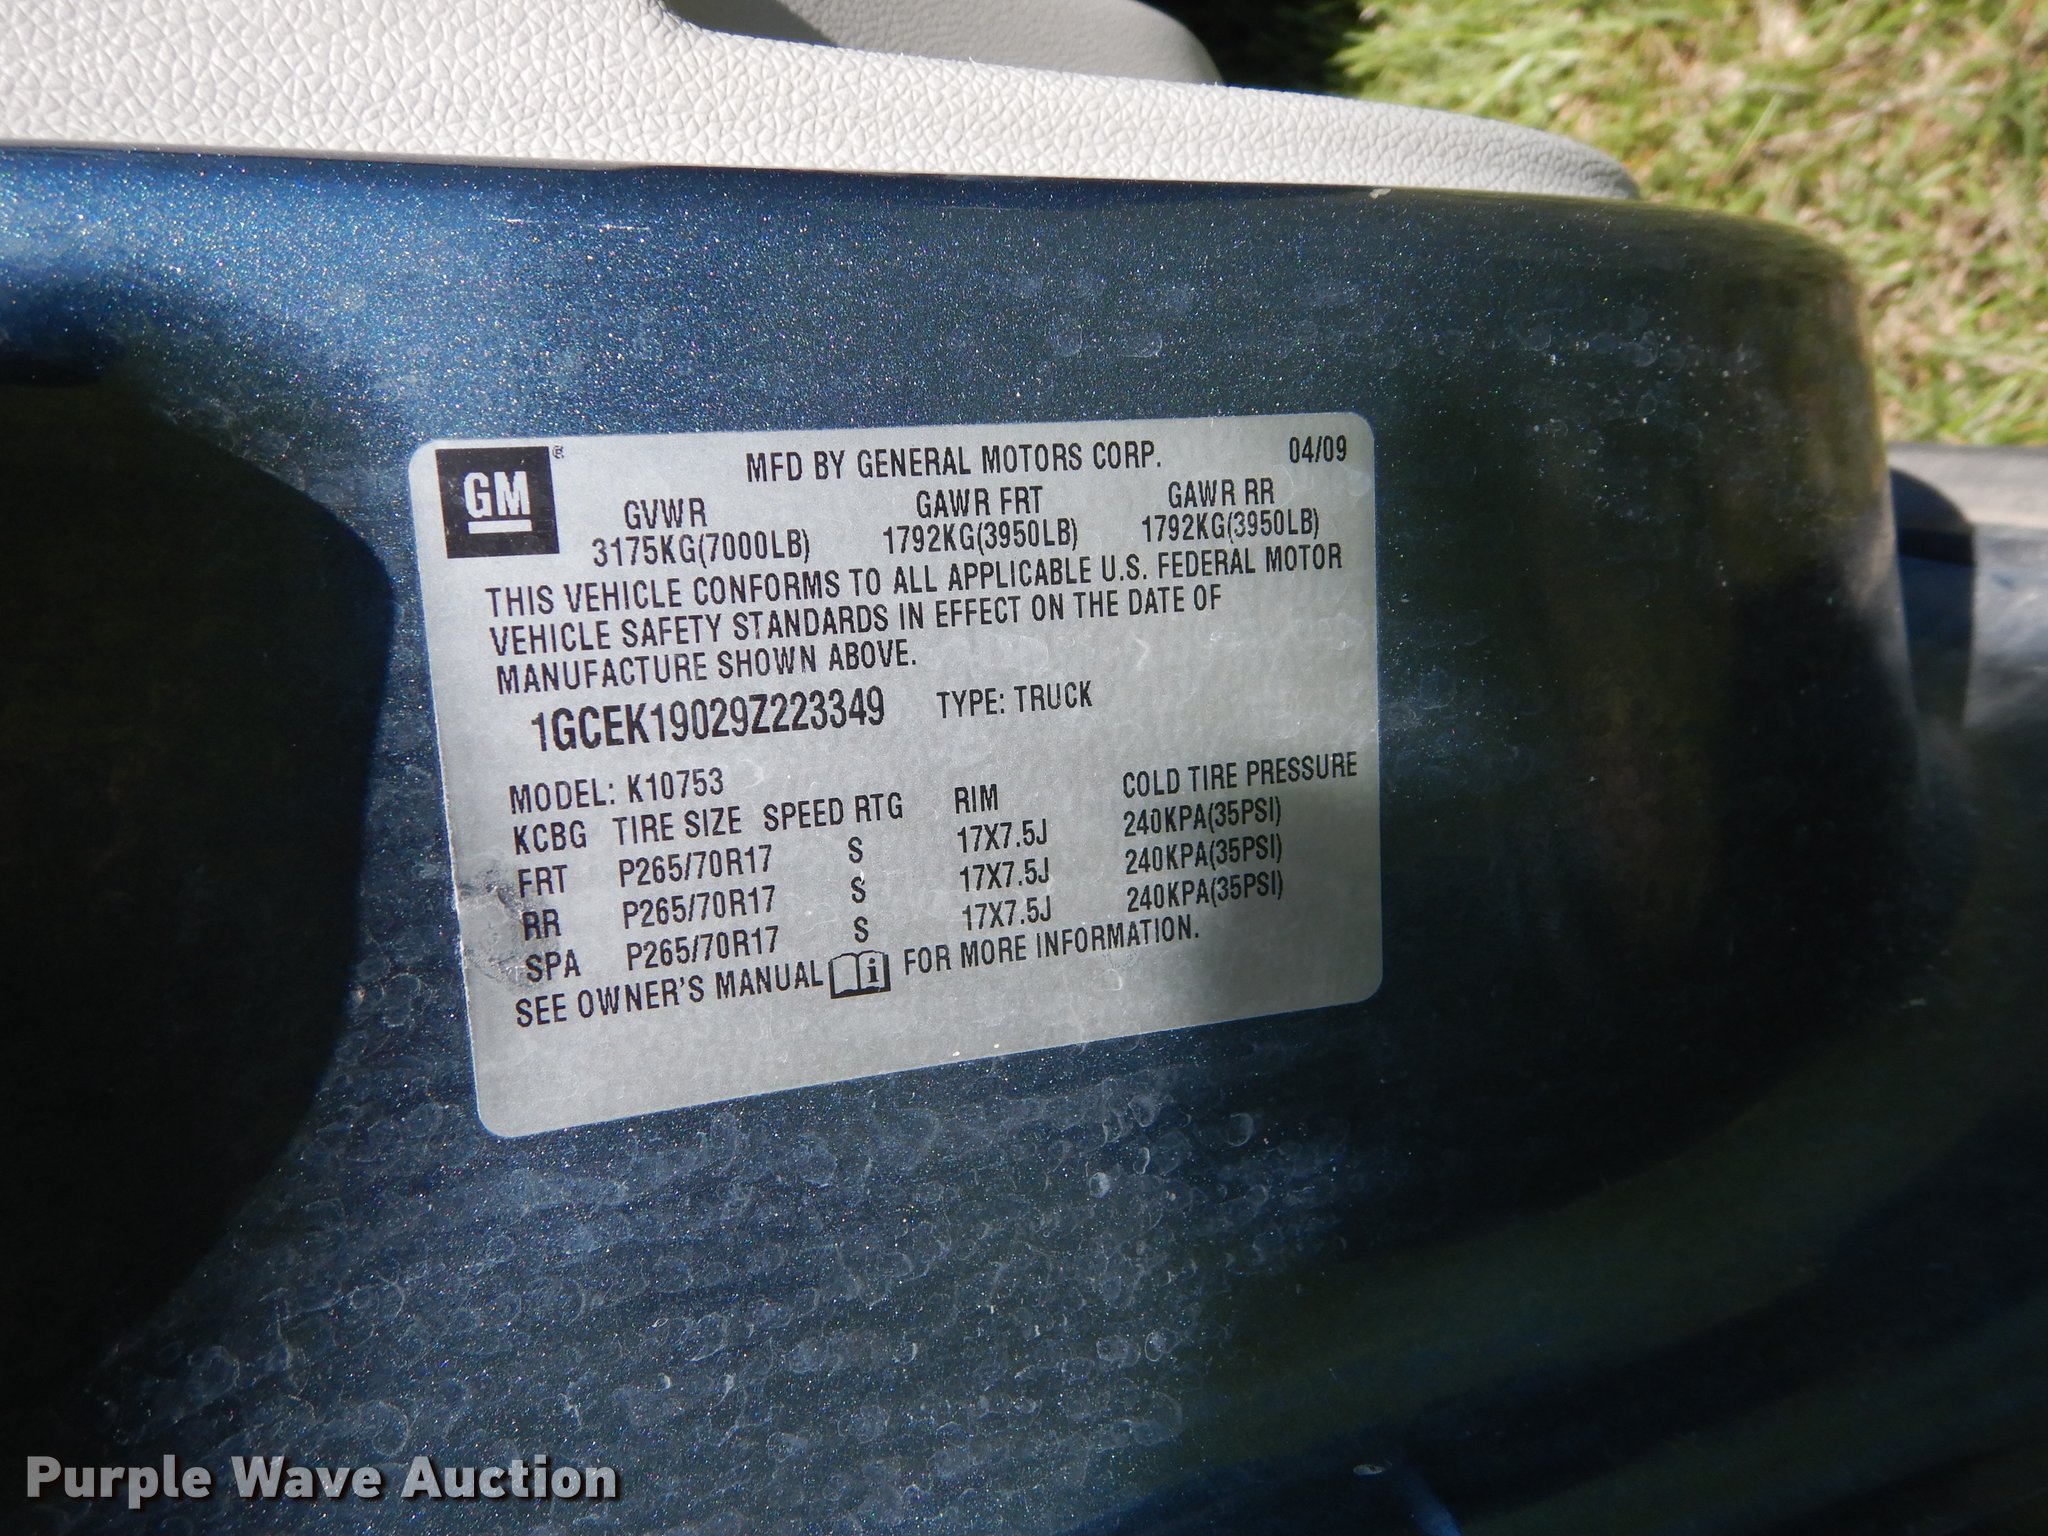 GM®
MFD BY GENERAL MOTORS CORP. 04/09
GVWR GAWR FRT GAWR RR
3175KG(7000LB) 1792KG(3950LB) 1792KG(3950LB)
THIS VEHICLE CONFORMS TO ALL APPLICABLE U.S. FEDERAL MOTOR
VEHICLE SAFETY STANDARDS IN EFFECT ON THE DATE OF
MANUFACTURE SHOWN ABOVE.
1GCEK19029Z223349 TYPE: TRUCK
MODEL: K10753
KCBG TIRE SIZE SPEED RTG RIM COLD TIRE PRESSURE
FRT P265/70R17 S 17X7.5J 240KPA(35PSI)
RR P265/70R17 S 17X7.5J 240KPA(35PSI)
SPA P265/70R17 S 17X7.5J 240KPA(35PSI)
SEE OWNER'S MANUAL i FOR MORE INFORMATION.
Purple Wave Auction